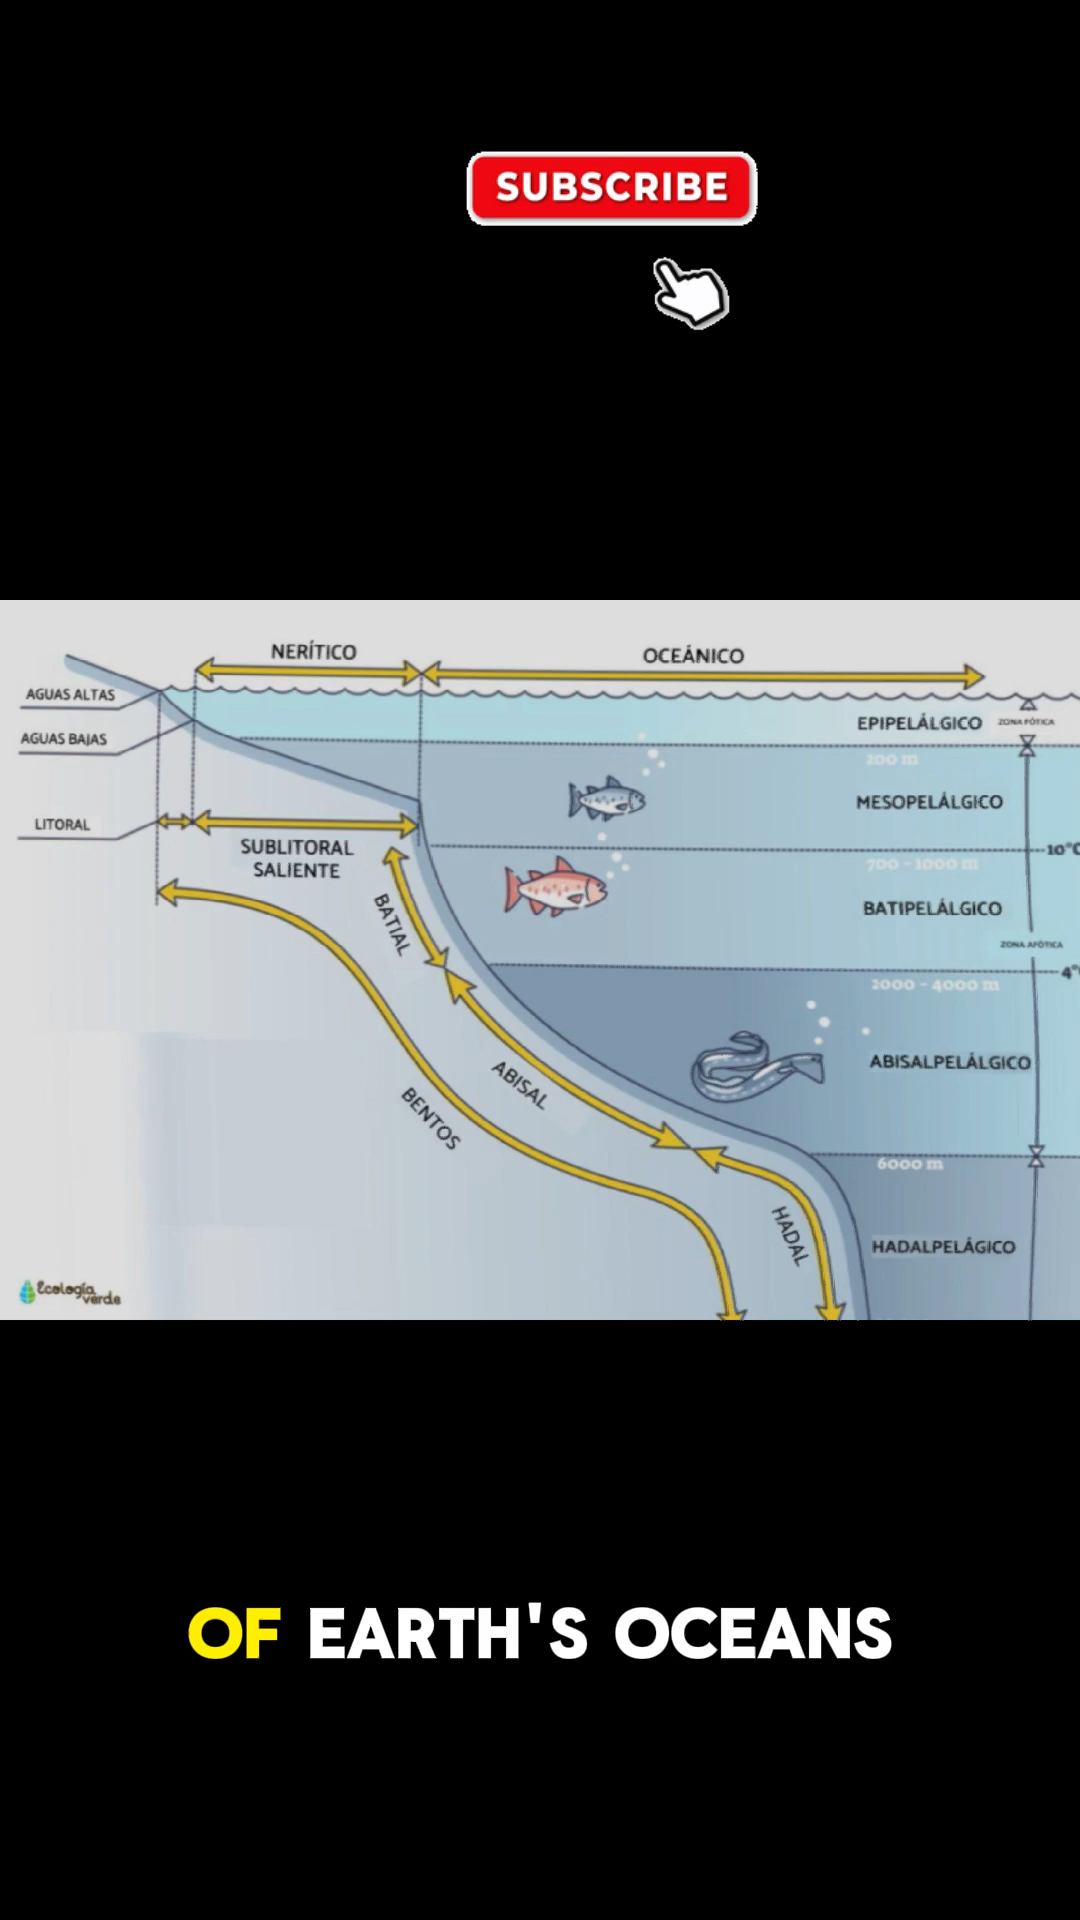 SUBSCRIBE
NERÍTICO
OCEÁNICO
AGUAS ALTAS
EPIPELÁLGICO
ZONA FÓTICA
AGUAS BAJAS
200 m
MESOPELÁLGICO
LITORAL
SUBLITORAL
SALIENTE
10°C
700 - 1000 m
BATIAL
BATIPELÁLGICO
ZONA AFÓTICA
4°
2000 - 4000 m
ABISAL
ABISALPELÁLGICO
BENTOS
6000 m
HADAL
HADALPELÁGICO
Ecología
verde
OF EARTH'S OCEANS